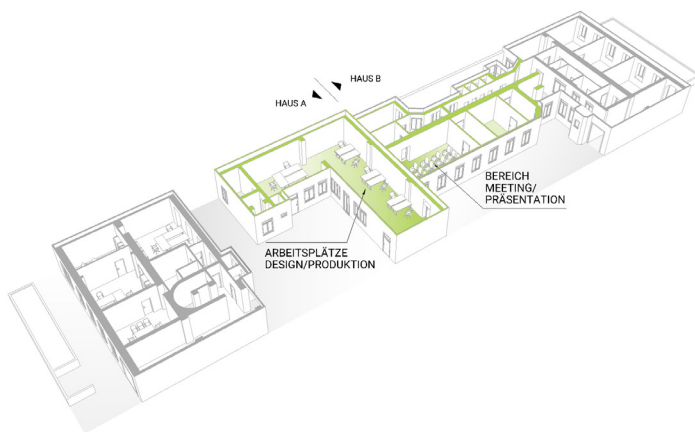 HAUS B
HAUS A
BEREICH
MEETING/
PRÄSENTATION
ARBEITSPLÄTZE
DESIGN/PRODUKTION